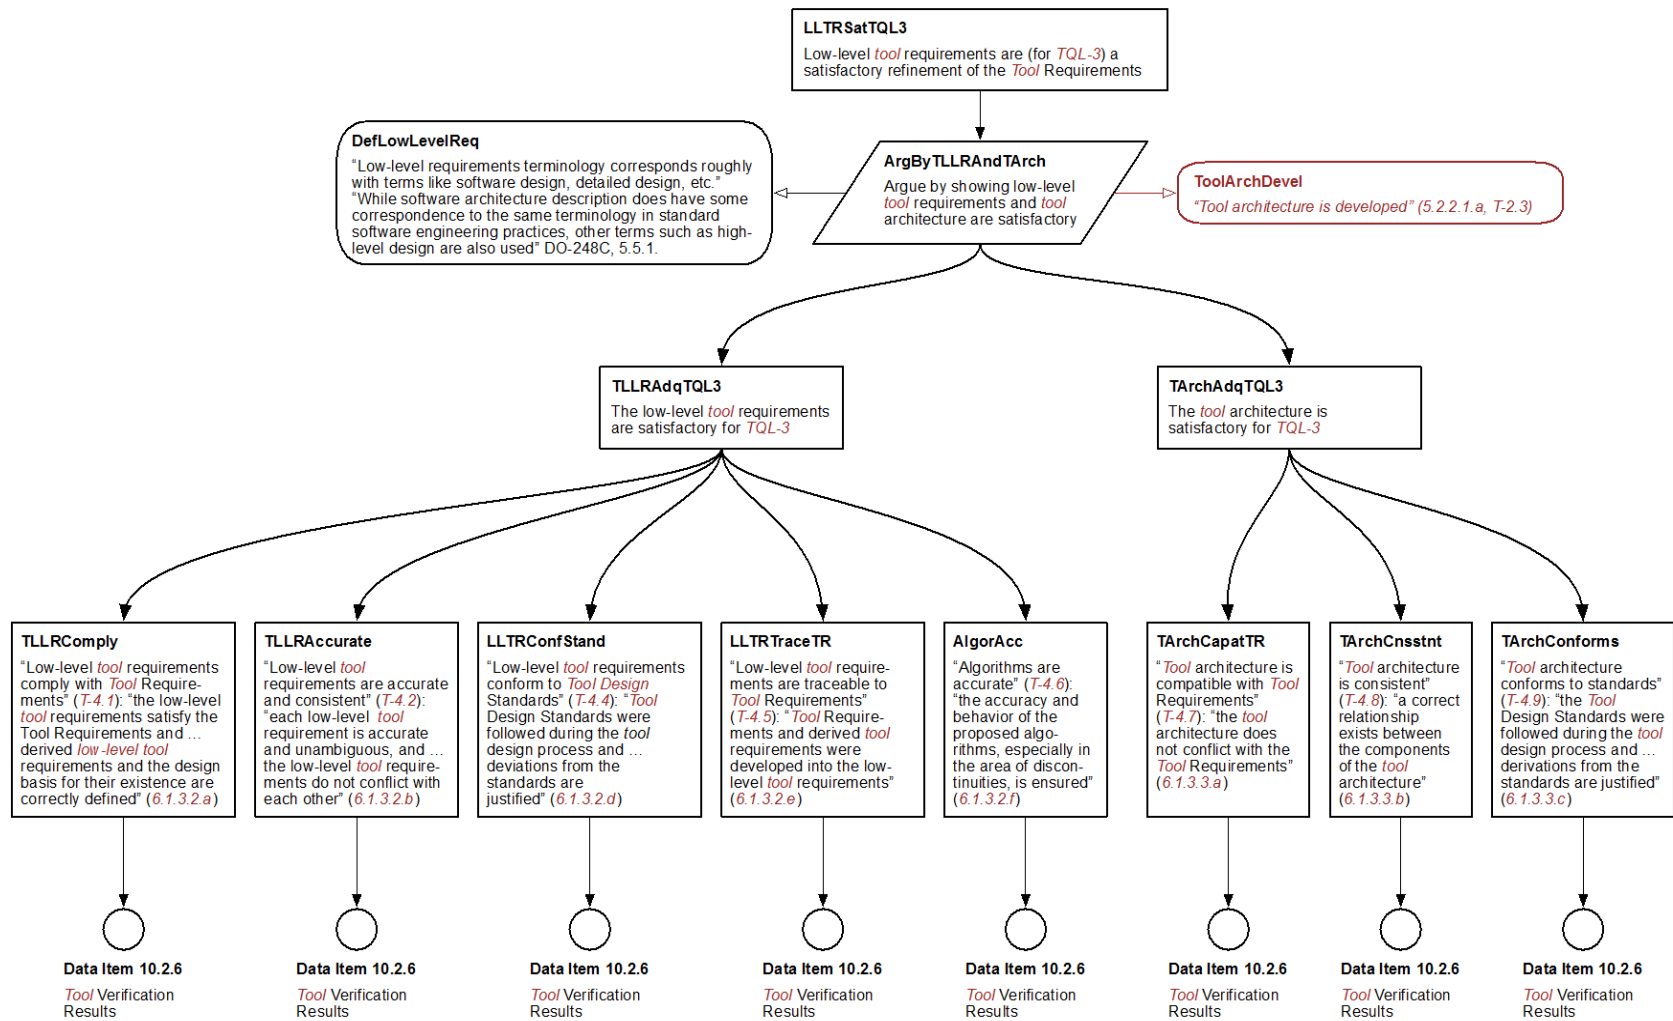 LLTRSatTQL3
Low-level tool requirements are (for TQL-3) a
satisfactory refinement of the Tool Requirements
DefLowLevelReq
“Low-level requirements terminology corresponds roughly
with terms like software design, detailed design, etc.”
“While software architecture description does have some
correspondence to the same terminology in standard
software engineering practices, other terms such as high-
level design are also used” DO-248C, 5.5.1.
ArgByTLLRAndTArch
Argue by showing low-level
tool requirements and tool
architecture are satisfactory
ToolArchDevel
“Tool architecture is developed” (5.2.2.1.a, T-2.3)
TLLRAdqTQL3
The low-level tool requirements
are satisfactory for TQL-3
TArchAdqTQL3
The tool architecture is
satisfactory for TQL-3
TLLRComply
“Low-level tool requirements
comply with Tool Require-
ments” (T-4.1): “the low-level
tool requirements satisfy the
Tool Requirements and ...
derived low-level tool
requirements and the design
basis for their existence are
correctly defined” (6.1.3.2.a)
TLLRAccurate
“Low-level tool
requirements are accurate
and consistent” (T-4.2):
“each low-level tool
requirement is accurate
and unambiguous, and ...
the low-level tool require-
ments do not conflict with
each other” (6.1.3.2.b)
LLTRConfStand
“Low-level tool requirements
conform to Tool Design
Standards” (T-4.4): “Tool
Design Standards were
followed during the tool
design process and ...
deviations from the
standards are
justified” (6.1.3.2.d)
LLTRTraceTR
“Low-level tool require-
ments are traceable to
Tool Requirements”
(T-4.5): “Tool Require-
ments and derived tool
requirements were
developed into the low-
level tool requirements”
(6.1.3.2.e)
AlgorAcc
“Algorithms are
accurate” (T-4.6):
“the accuracy and
behavior of the
proposed algo-
rithms, especially in
the area of discon-
tinuities, is ensured”
(6.1.3.2.f)
TArchCapatTR
“Tool architecture is
compatible with Tool
Requirements”
(T-4.7): “the tool
architecture does
not conflict with the
Tool Requirements”
(6.1.3.3.a)
TArchCnsstnt
“Tool architecture
is consistent”
(T-4.8): “a correct
relationship
exists between
the components
of the tool
architecture”
(6.1.3.3.b)
TArchConforms
“Tool architecture
conforms to standards”
(T-4.9): “the Tool
Design Standards were
followed during the tool
design process and ...
derivations from the
standards are justified”
(6.1.3.3.c)
Data Item 10.2.6
Tool Verification
Results
Data Item 10.2.6
Tool Verification
Results
Data Item 10.2.6
Tool Verification
Results
Data Item 10.2.6
Tool Verification
Results
Data Item 10.2.6
Tool Verification
Results
Data Item 10.2.6
Tool Verification
Results
Data Item 10.2.6
Tool Verification
Results
Data Item 10.2.6
Tool Verification
Results